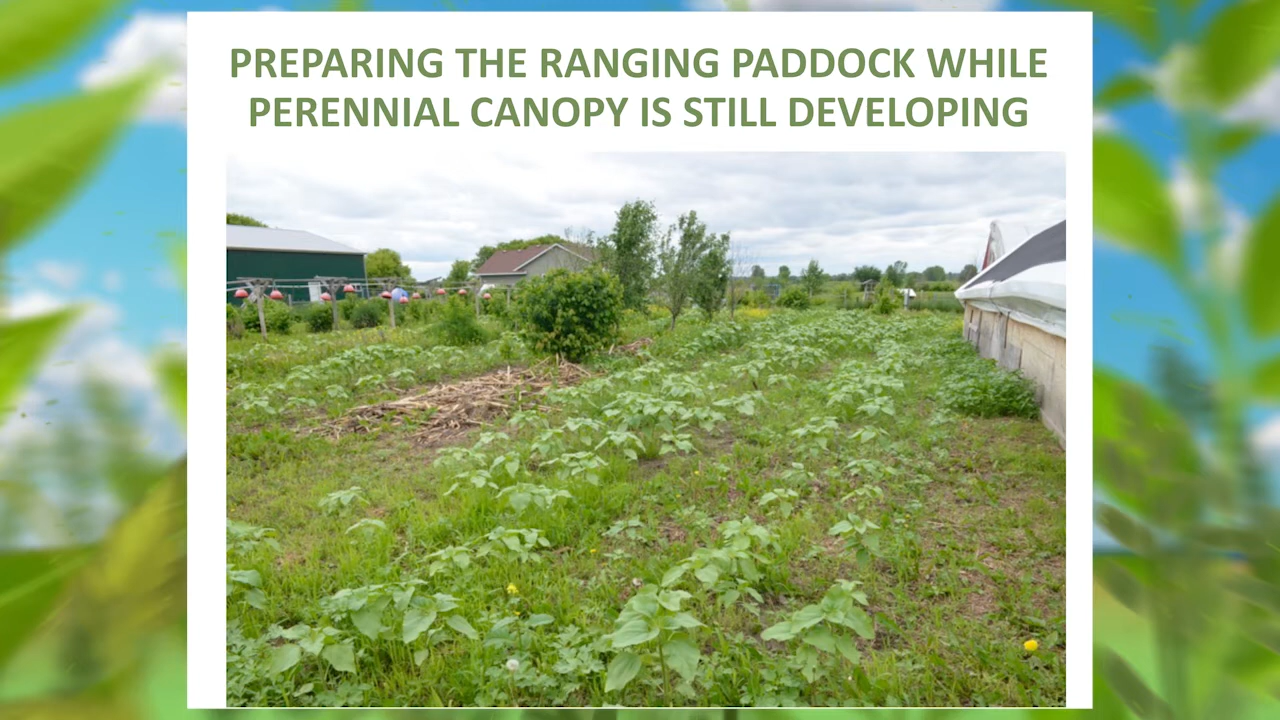 PREPARING THE RANGING PADDOCK WHILE
PERENNIAL CANOPY IS STILL DEVELOPING